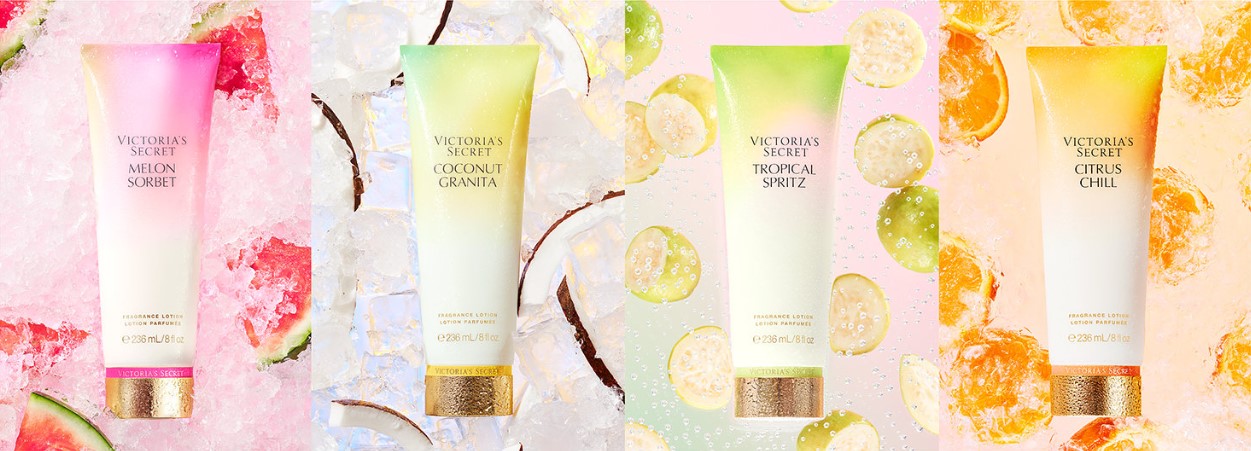 VICTORIA'S
SECRET
MELON
SORBET
FRAGRANCE LOTION
LOTION PARFUMÉE
℮ 236 mL/8 fl oz
VICTORIA'S SECRET
VICTORIA'S
SECRET
COCONUT
GRANITA
FRAGRANCE LOTION
LOTION PARFUMÉE
℮ 236 mL/8 fl oz
VICTORIA'S SECRET
VICTORIA'S
SECRET
TROPICAL
SPRITZ
FRAGRANCE LOTION
LOTION PARFUMÉE
℮ 236 mL/8 fl oz
VICTORIA'S SECRET
VICTORIA'S
SECRET
CITRUS
CHILL
FRAGRANCE LOTION
LOTION PARFUMÉE
℮ 236 mL/8 fl oz
VICTORIA'S SECRET